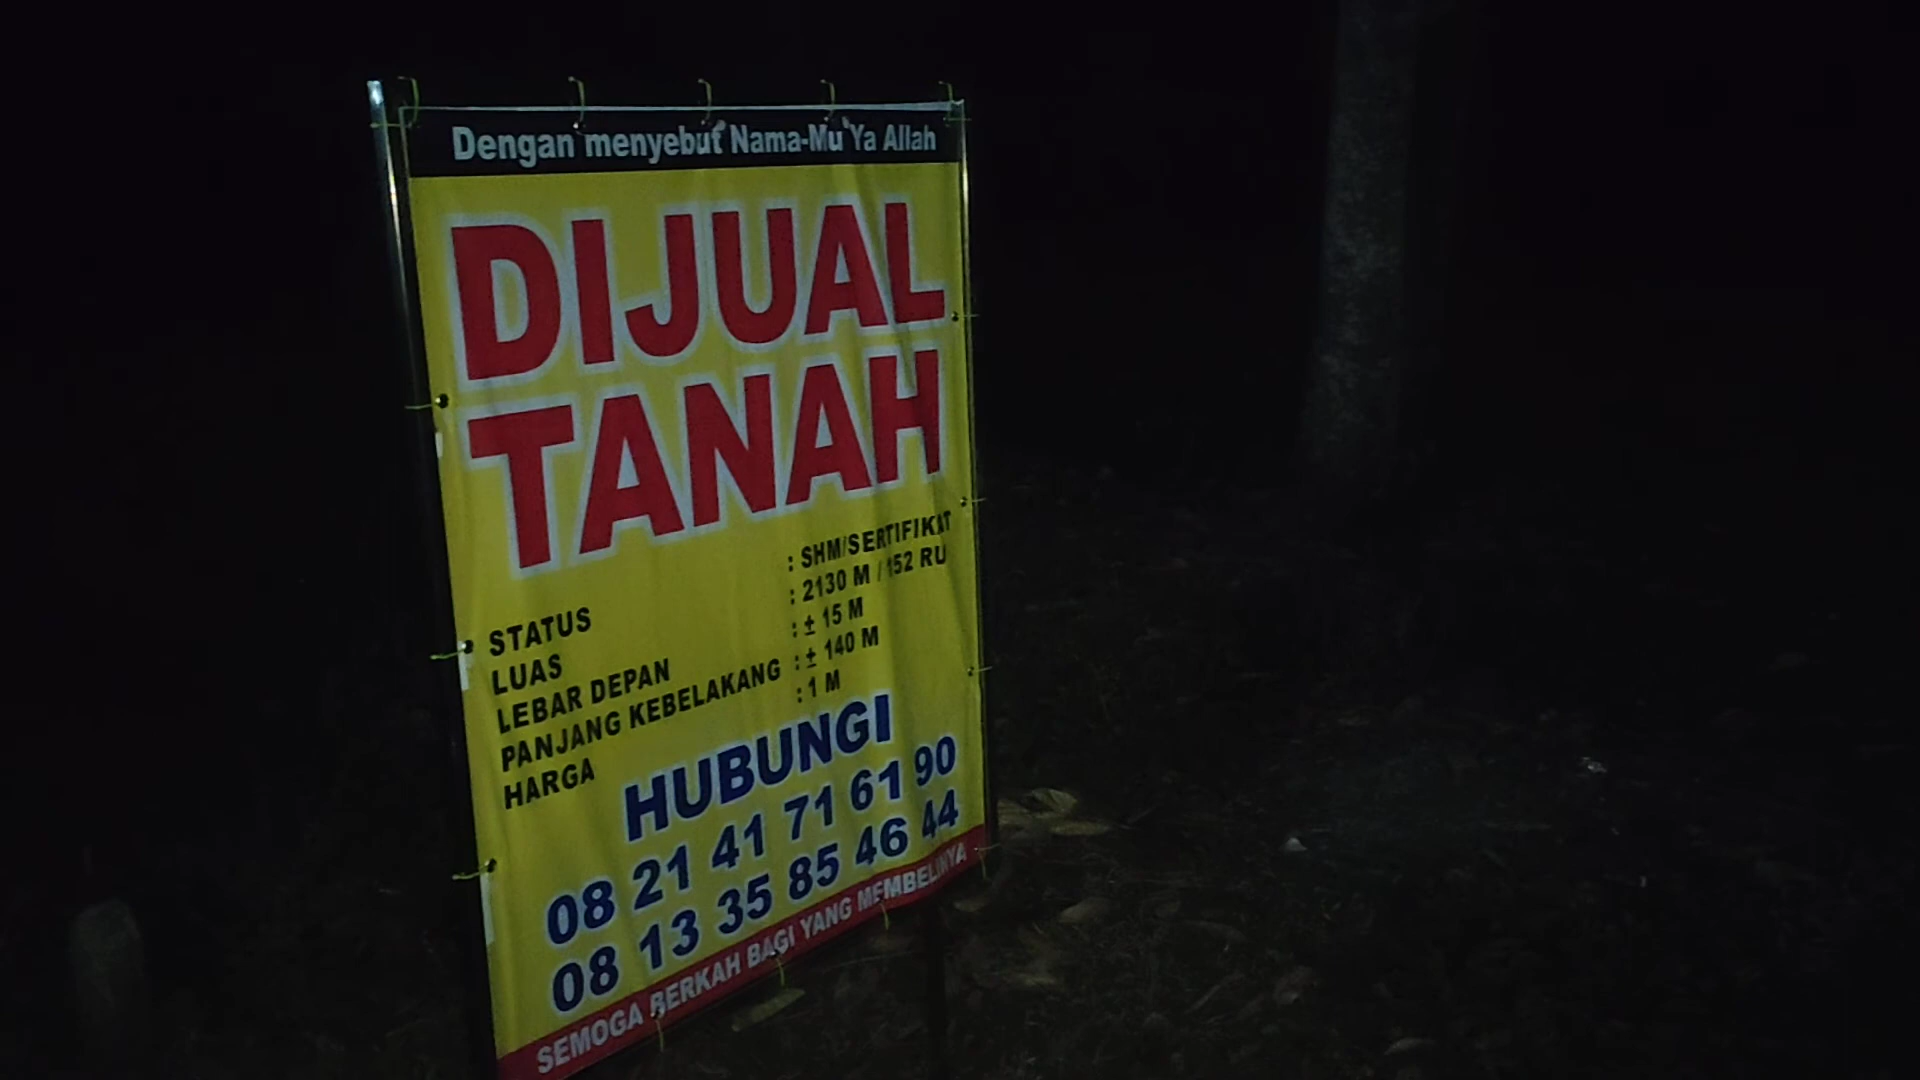 Dengan menyebut Nama-Mu Ya Allah
DIJUAL
TANAH
STATUS : SHM/SERTIFIKAT
LUAS : 2130 M / 152 RU
LEBAR DEPAN : ± 15 M
PANJANG KEBELAKANG : ± 140 M
HARGA : 1 M
HUBUNGI
08 21 41 71 61 90
08 13 35 85 46 44
SEMOGA BERKAH BAGI YANG MEMBELINYA